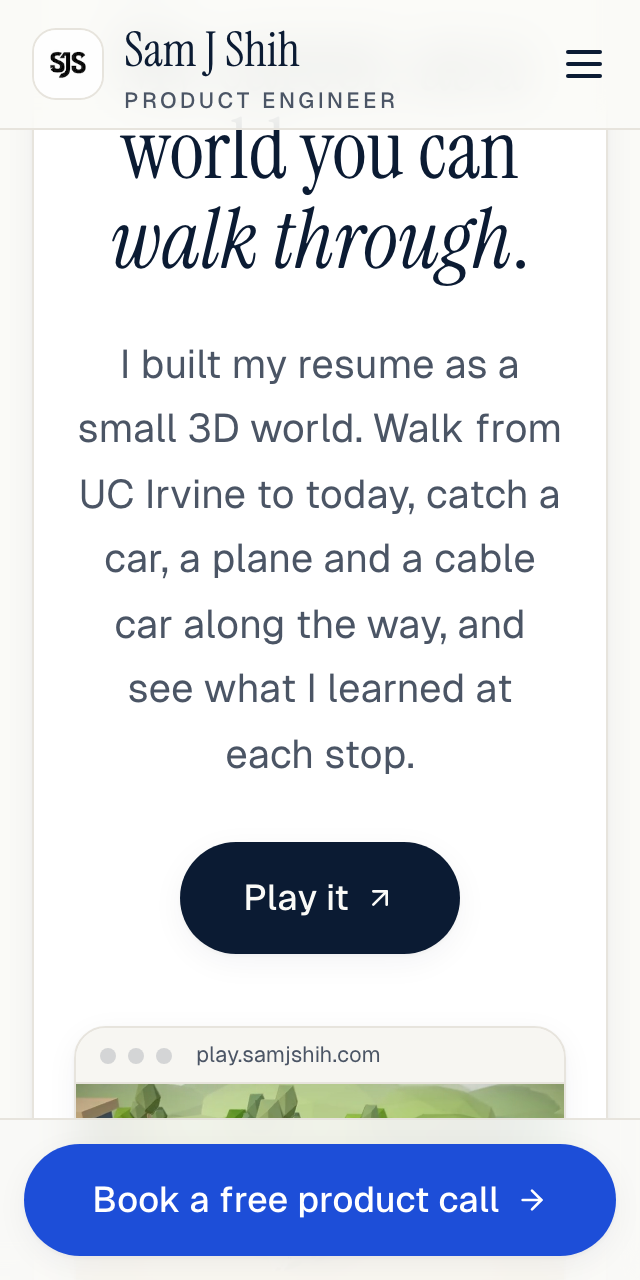 SJS
Sam J Shih
PRODUCT ENGINEER
world you can
walk through.
I built my resume as a
small 3D world. Walk from
UC Irvine to today, catch a
car, a plane and a cable
car along the way, and
see what I learned at
each stop.
Play it
play.samjshih.com
Book a free product call